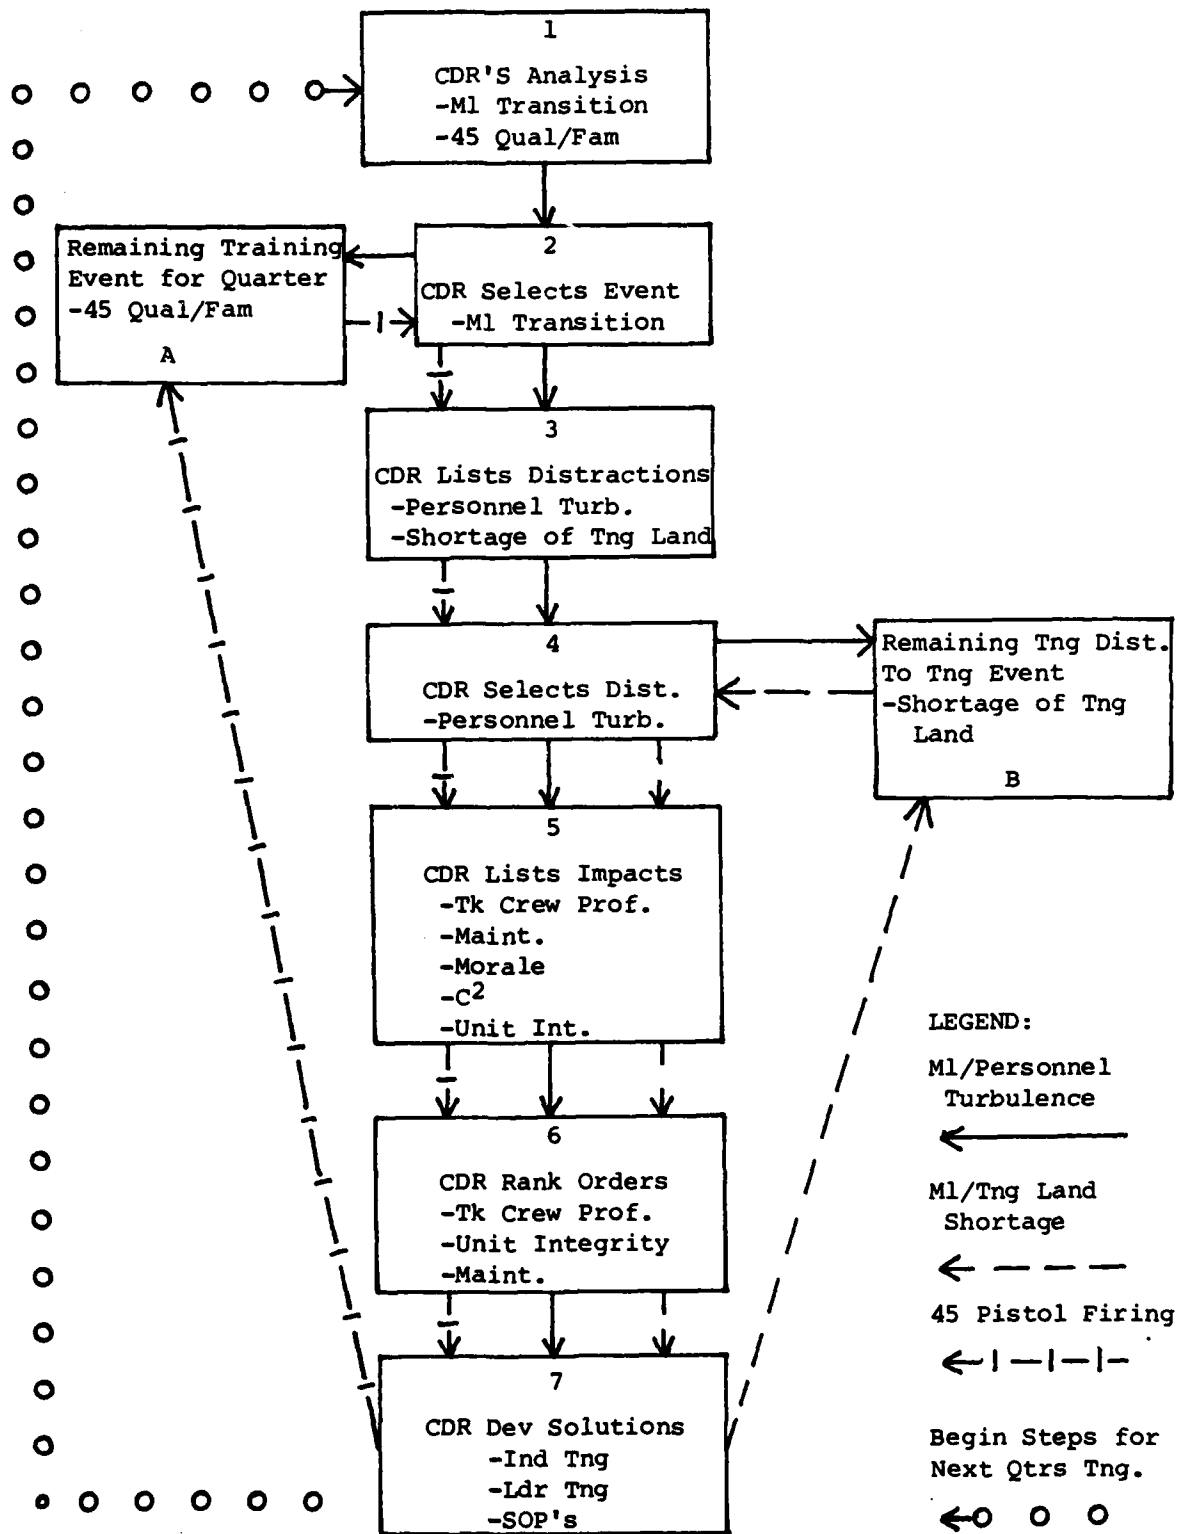 1
CDR'S Analysis
-M1 Transition
-45 Qual/Fam
Remaining Training
Event for Quarter
-45 Qual/Fam
A
2
CDR Selects Event
-M1 Transition
3
CDR Lists Distractions
-Personnel Turb.
-Shortage of Tng Land
4
CDR Selects Dist.
-Personnel Turb.
Remaining Tng Dist.
To Tng Event
-Shortage of Tng
Land
B
5
CDR Lists Impacts
-Tk Crew Prof.
-Maint.
-Morale
-C²
-Unit Int.
6
CDR Rank Orders
-Tk Crew Prof.
-Unit Integrity
-Maint.
7
CDR Dev Solutions
-Ind Tng
-Ldr Tng
-SOP's
LEGEND:
M1/Personnel
Turbulence
M1/Tng Land
Shortage
45 Pistol Firing
Begin Steps for
Next Qtrs Tng.